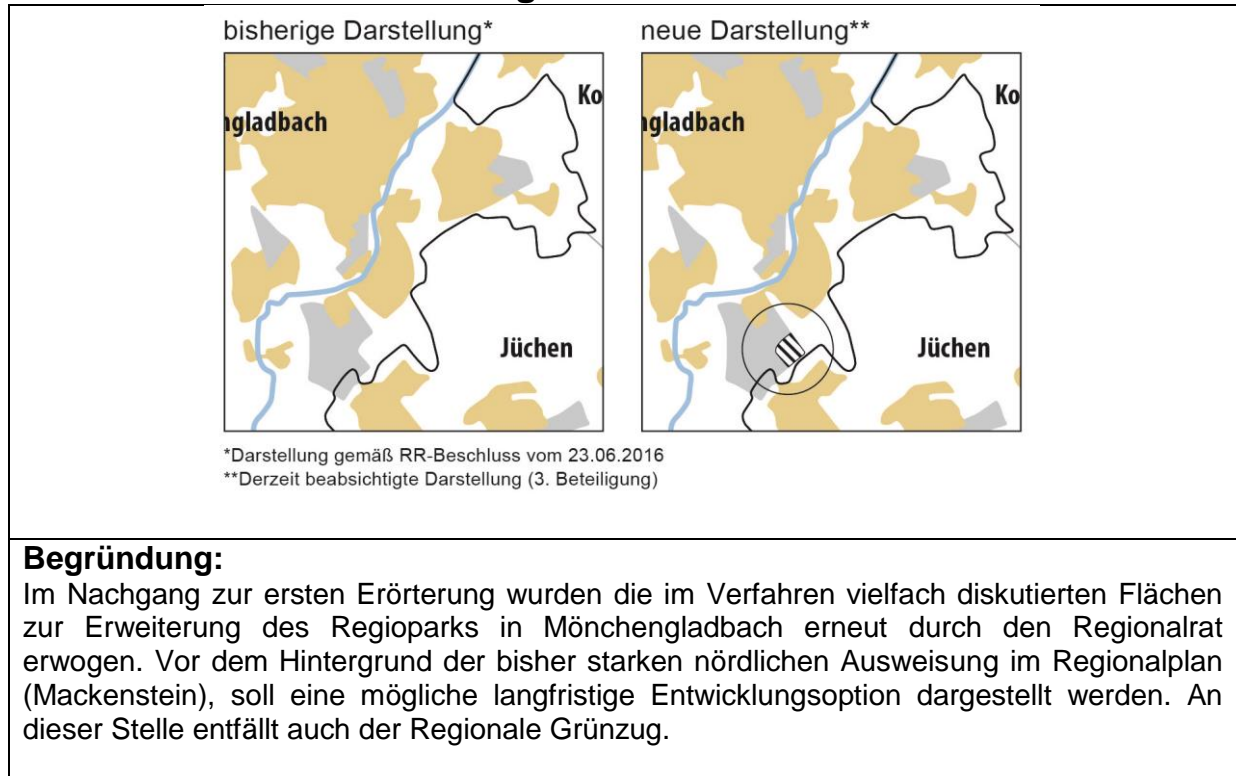 bisherige Darstellung*
neue Darstellung**
Ko
ngladbach
Jüchen
Ko
ngladbach
Jüchen
*Darstellung gemäß RR-Beschluss vom 23.06.2016
**Derzeit beabsichtigte Darstellung (3. Beteiligung)
Begründung:
Im Nachgang zur ersten Erörterung wurden die im Verfahren vielfach diskutierten Flächen
zur Erweiterung des Regioparks in Mönchengladbach erneut durch den Regionalrat
erwogen. Vor dem Hintergrund der bisher starken nördlichen Ausweisung im Regionalplan
(Mackenstein), soll eine mögliche langfristige Entwicklungsoption dargestellt werden. An
dieser Stelle entfällt auch der Regionale Grünzug.